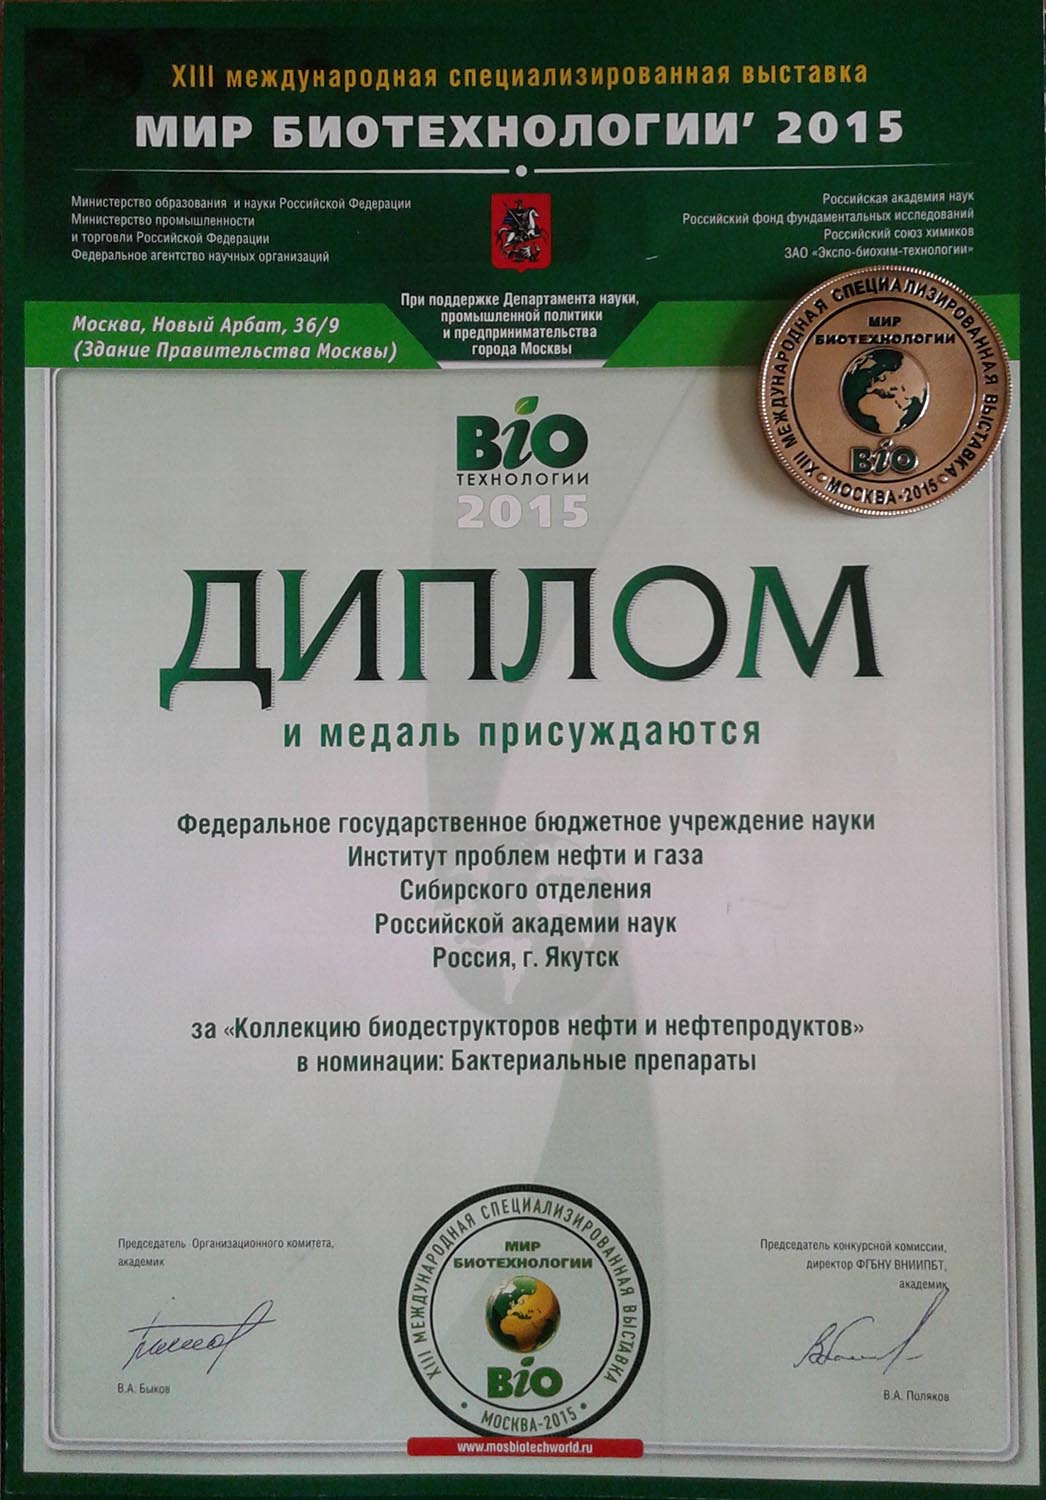 XIII международная специализированная выставка
МИР БИОТЕХНОЛОГИИ' 2015
Министерство образования и науки Российской Федерации
Министерство промышленности
и торговли Российской Федерации
Федеральное агентство научных организаций
Российская академия наук
Российский фонд фундаментальных исследований
Российский союз химиков
ЗАО «Экспо-биохим-технологии»
При поддержке Департамента науки,
промышленной политики
и предпринимательства
города Москвы
Москва, Новый Арбат, 36/9
(Здание Правительства Москвы)
XIII МЕЖДУНАРОДНАЯ СПЕЦИАЛИЗИРОВАННАЯ ВЫСТАВКА
МИР
БИОТЕХНОЛОГИИ
BiO
МОСКВА-2015
BiO
ТЕХНОЛОГИИ
2015
ДИПЛОМ
и медаль присуждаются
Федеральное государственное бюджетное учреждение науки
Институт проблем нефти и газа
Сибирского отделения
Российской академии наук
Россия, г. Якутск
за «Коллекцию биодеструкторов нефти и нефтепродуктов»
в номинации: Бактериальные препараты
Председатель Организационного комитета,
академик
В.А. Быков
XIII МЕЖДУНАРОДНАЯ СПЕЦИАЛИЗИРОВАННАЯ ВЫСТАВКА
МИР
БИОТЕХНОЛОГИИ
BiO
МОСКВА-2015
www.mosbiotechworld.ru
Председатель конкурсной комиссии,
директор ФГБНУ ВНИИПБТ,
академик
В.А. Поляков